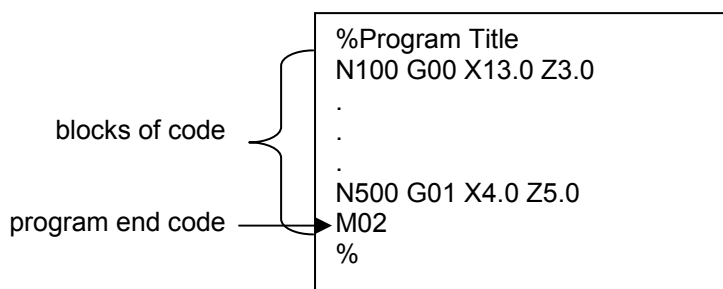 %Program Title
N100 G00 X13.0 Z3.0
.
.
.
N500 G01 X4.0 Z5.0
M02
%
blocks of code
program end code